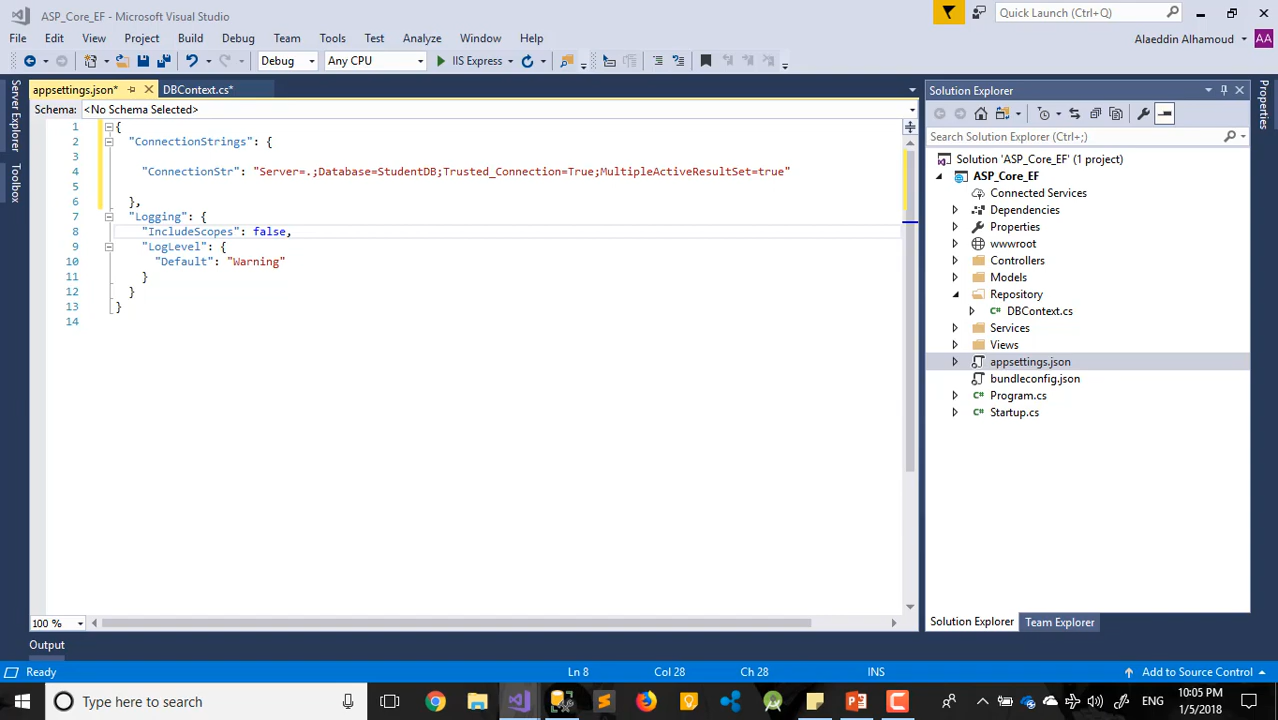 ASP_Core_EF - Microsoft Visual Studio
Quick Launch (Ctrl+Q)
File Edit View Project Build Debug Team Tools Test Analyze Window Help
Alaeddin Alhamoud
AA
Debug Any CPU IIS Express
appsettings.json* DBContext.cs*
Schema: <No Schema Selected>
Server Explorer
Toolbox
1 {
2 "ConnectionStrings": {
3
4 "ConnectionStr": "Server=.;Database=StudentDB;Trusted_Connection=True;MultipleActiveResultSet=true"
5
6 },
7 "Logging": {
8 "IncludeScopes": false,
9 "LogLevel": {
10 "Default": "Warning"
11 }
12 }
13 }
14
100 %
Output
Solution Explorer
Search Solution Explorer (Ctrl+;)
Solution 'ASP_Core_EF' (1 project)
ASP_Core_EF
Connected Services
Dependencies
Properties
wwwroot
Controllers
Models
Repository
C# DBContext.cs
Services
Views
appsettings.json
bundleconfig.json
C# Program.cs
C# Startup.cs
Solution Explorer Team Explorer
Properties
Ready Ln 8 Col 28 Ch 28 INS Add to Source Control
Type here to search
ENG
10:05 PM
1/5/2018